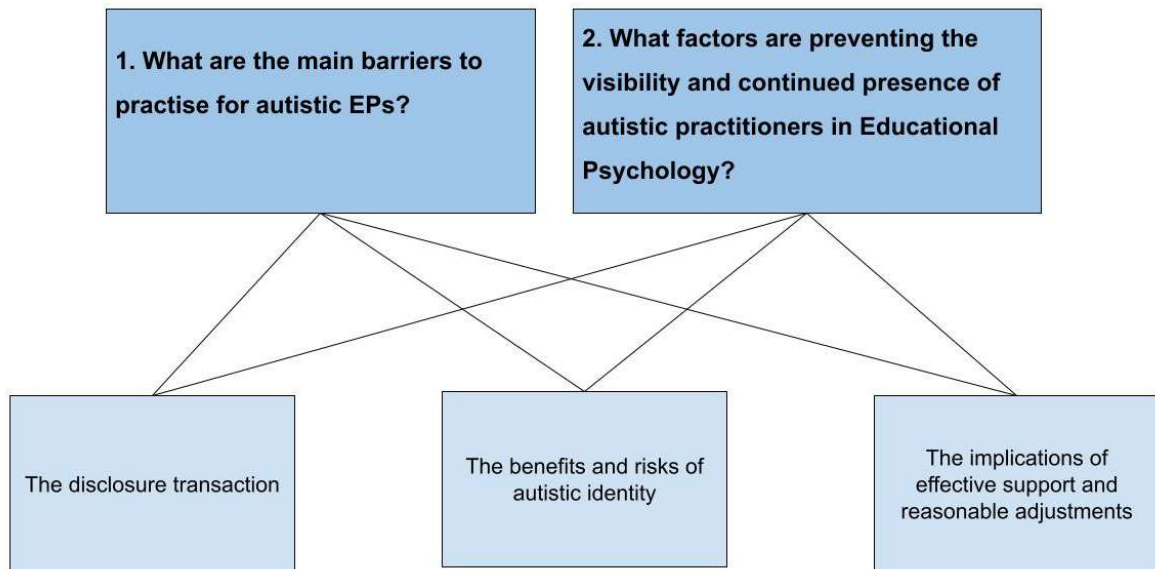 1. What are the main barriers to
practise for autistic EPs?
2. What factors are preventing the
visibility and continued presence of
autistic practitioners in Educational
Psychology?
The disclosure transaction
The benefits and risks of
autistic identity
The implications of
effective support and
reasonable adjustments